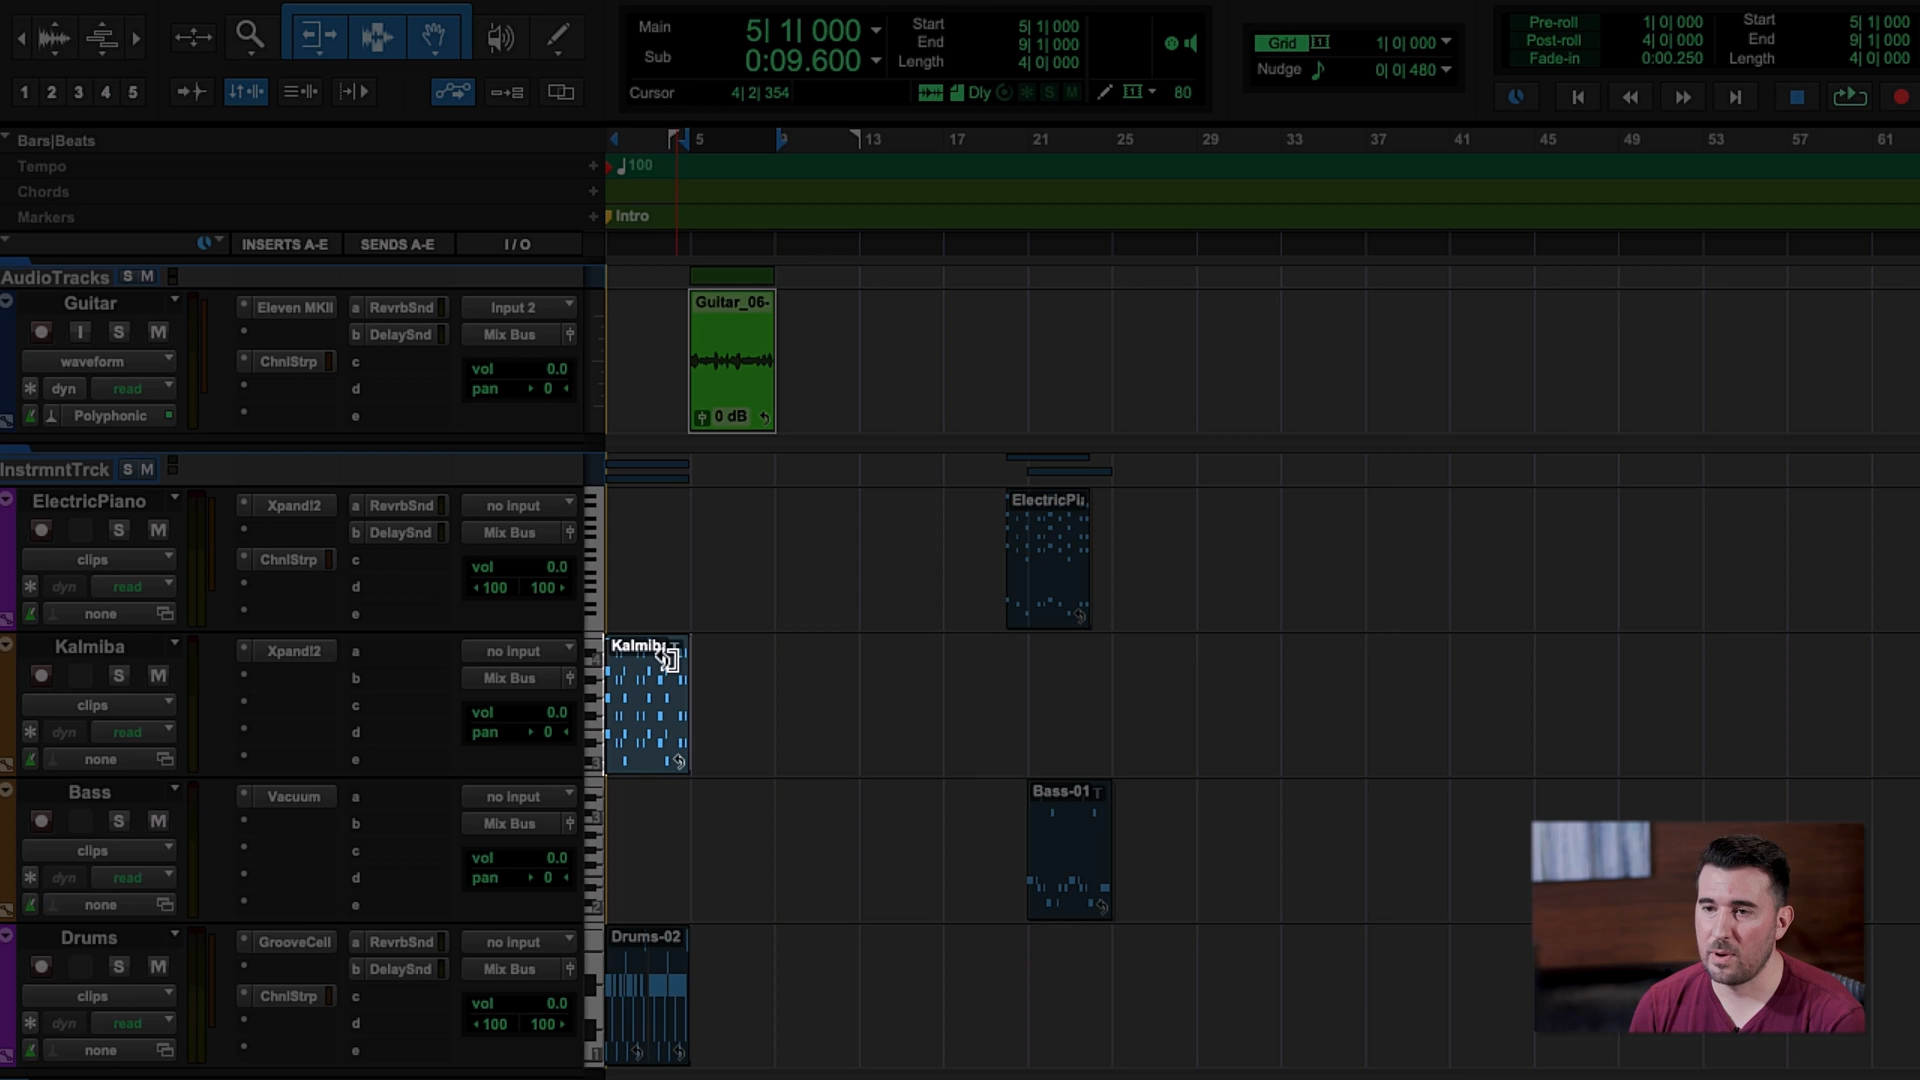 Main 5| 1| 000
Sub 0:09.600
Start 5| 1| 000
End 9| 1| 000
Length 4| 0| 000
Cursor 4| 2| 354
Dly S M 80
Grid 1| 0| 000
Nudge 0| 0| 480
Pre-roll 1| 0| 000
Post-roll 4| 0| 000
Fade-in 0:00.250
Start 5| 1| 000
End 9| 1| 000
Length 4| 0| 000
1 2 3 4 5
Bars|Beats 5 9 13 17 21 25 29 33 37 41 45 49 53 57 61
Tempo + 100
Chords +
Markers + Intro
INSERTS A-E SENDS A-E I / O
AudioTracks S M
Guitar
I S M
waveform
dyn read
Polyphonic
Eleven MKII a RevrbSnd Input 2
b DelaySnd Mix Bus
ChnlStrp c vol 0.0
d pan 0
e
Guitar_06-
0 dB
InstrmntTrck S M
ElectricPiano
S M
clips
dyn read
none
Xpand!2 a RevrbSnd no input
b DelaySnd Mix Bus
ChnlStrp c vol 0.0
d 100 100
e
ElectricPi
Kalmiba
S M
clips
dyn read
none
Xpand!2 a no input
b Mix Bus
c vol 0.0
d pan 0
e
4
3
Kalmiba
Bass
S M
clips
dyn read
none
Vacuum a no input
b Mix Bus
c vol 0.0
d pan 0
e
3
2
Bass-01 T
Drums
S M
clips
dyn read
none
GrooveCell a RevrbSnd no input
b DelaySnd Mix Bus
ChnlStrp c vol 0.0
d 100 100
e
1
Drums-02